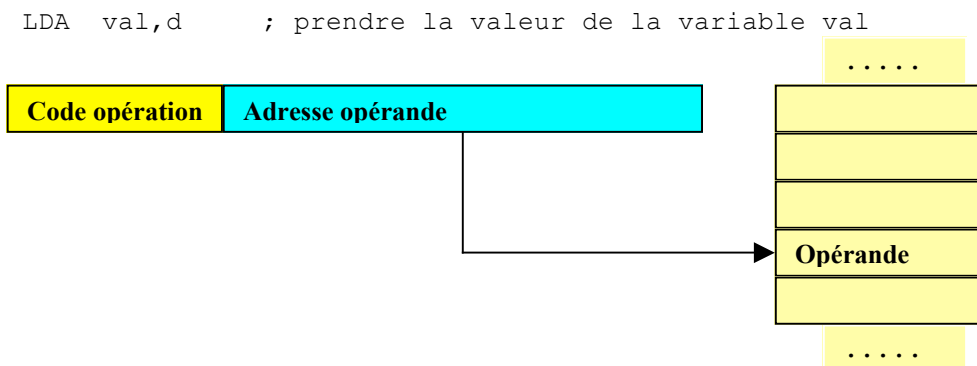 LDA val,d ; prendre la valeur de la variable val
.....
Code opération Adresse opérande
Opérande
.....